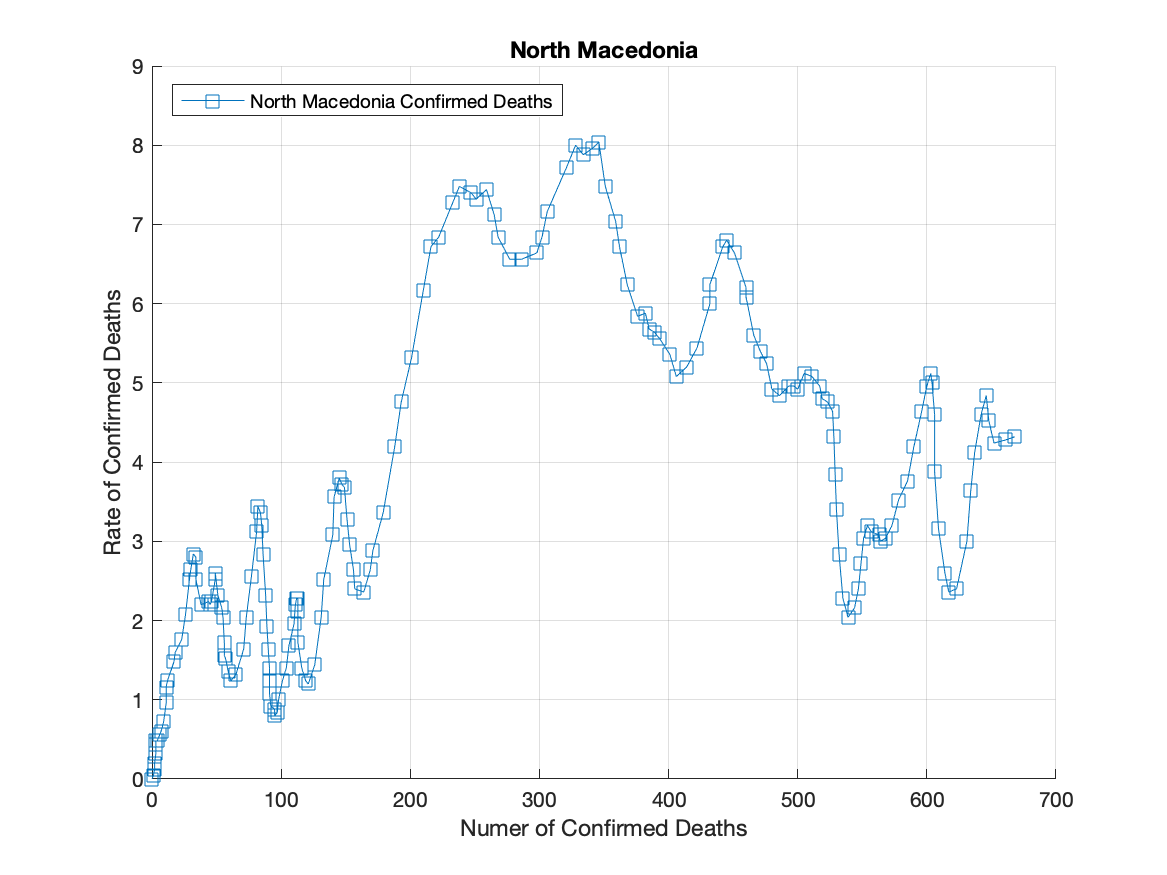 North Macedonia
North Macedonia Confirmed Deaths
Rate of Confirmed Deaths
9
8
7
6
5
4
3
2
1
0
0 100 200 300 400 500 600 700
Numer of Confirmed Deaths